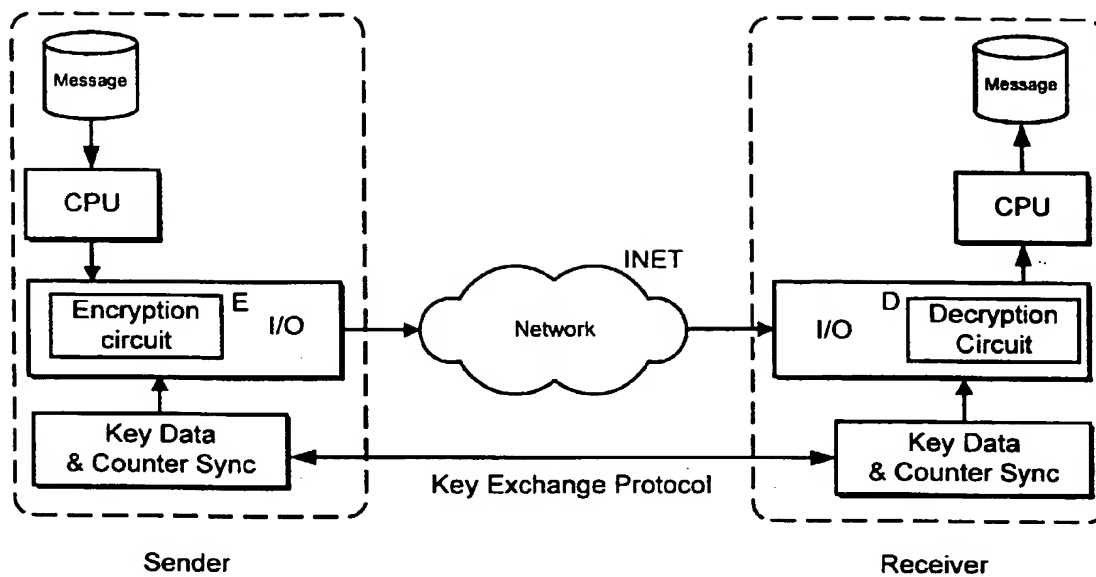 Message
CPU
Encryption
circuit
E
I/O
Key Data
& Counter Sync
Sender
INET
Network
Key Exchange Protocol
Message
CPU
I/O
D
Decryption
Circuit
Key Data
& Counter Sync
Receiver